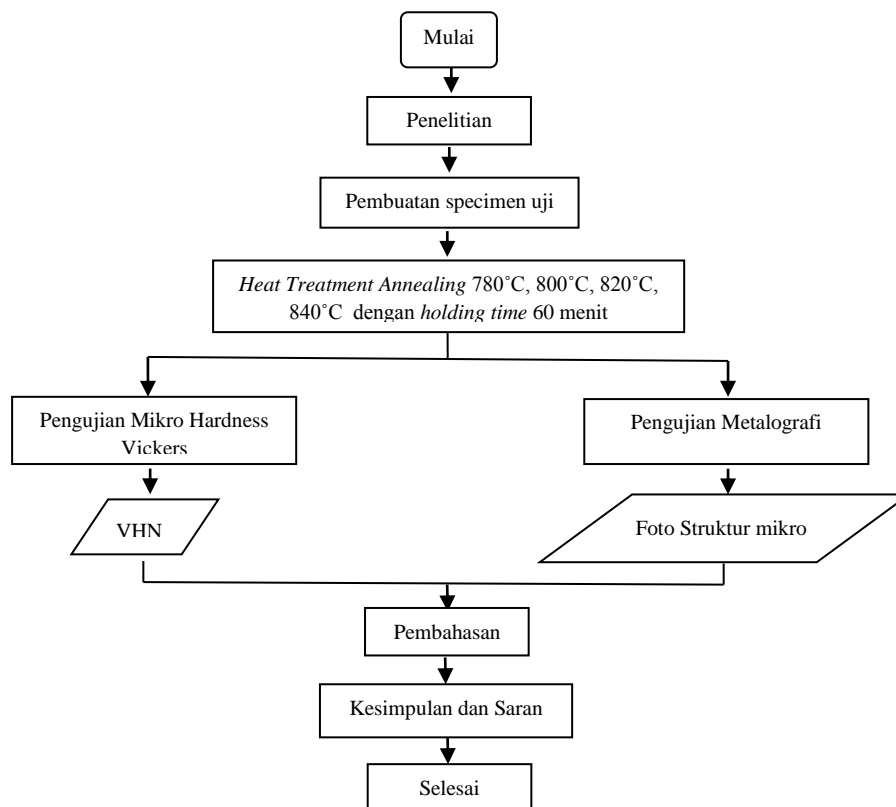 Mulai
Penelitian
Pembuatan specimen uji
Heat Treatment Annealing 780˚C, 800˚C, 820˚C,
840˚C dengan holding time 60 menit
Pengujian Mikro Hardness
Vickers
Pengujian Metalografi
VHN
Foto Struktur mikro
Pembahasan
Kesimpulan dan Saran
Selesai